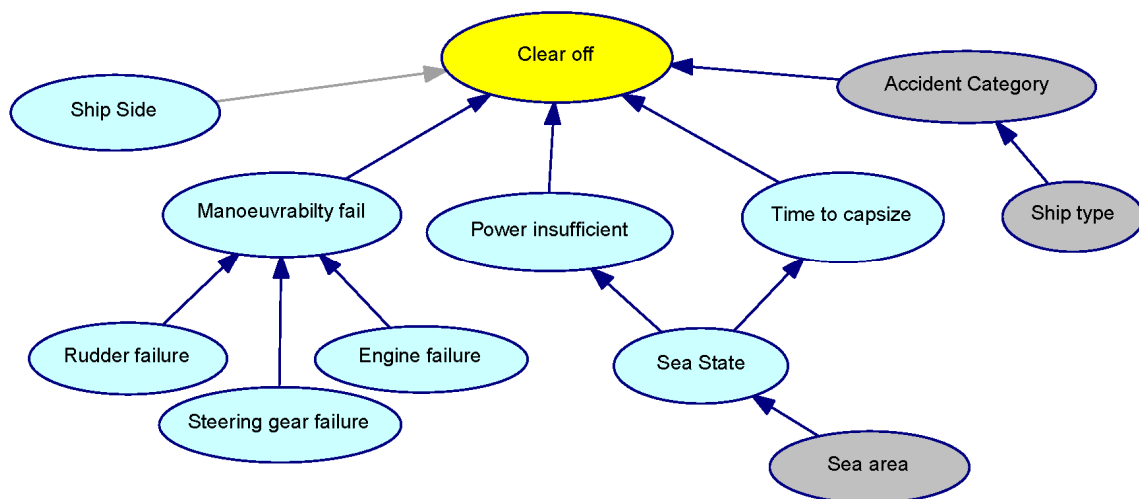 Clear off
Accident Category
Ship Side
Manoeuvrabilty fail
Power insufficient
Time to capsize
Ship type
Rudder failure
Engine failure
Sea State
Steering gear failure
Sea area